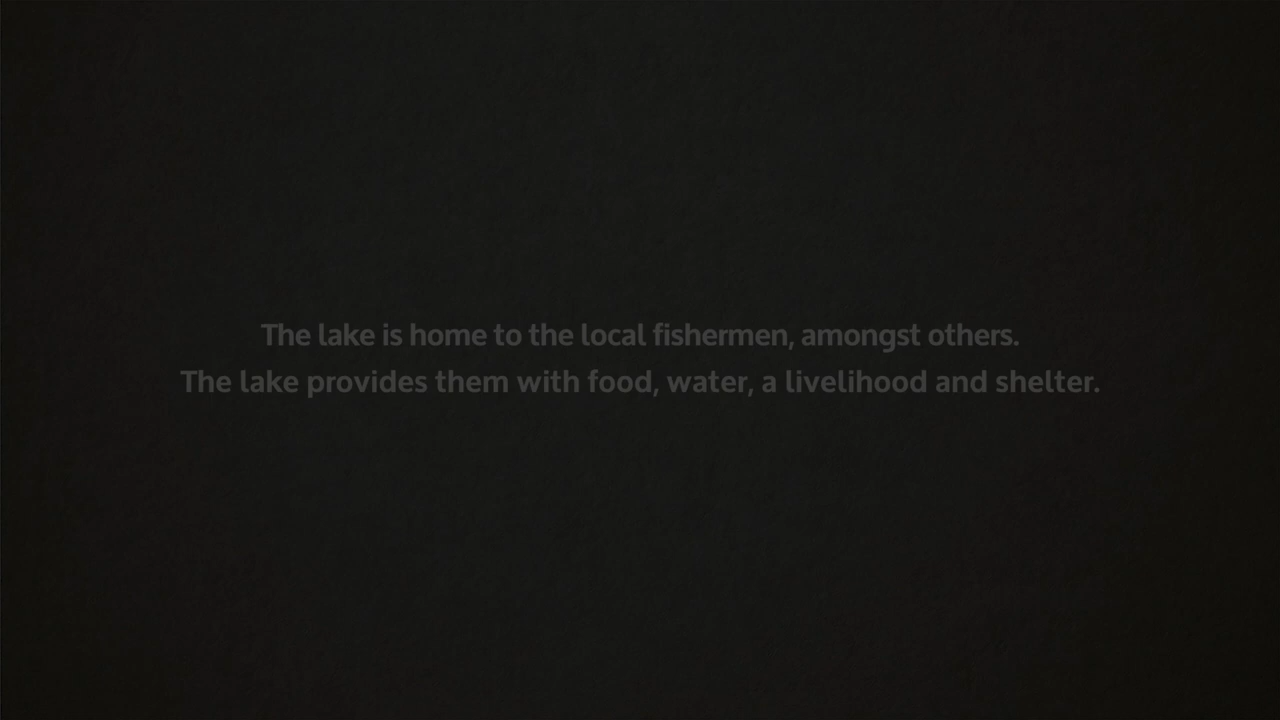 The lake is home to the local fishermen, amongst others.
The lake provides them with food, water, a livelihood and shelter.